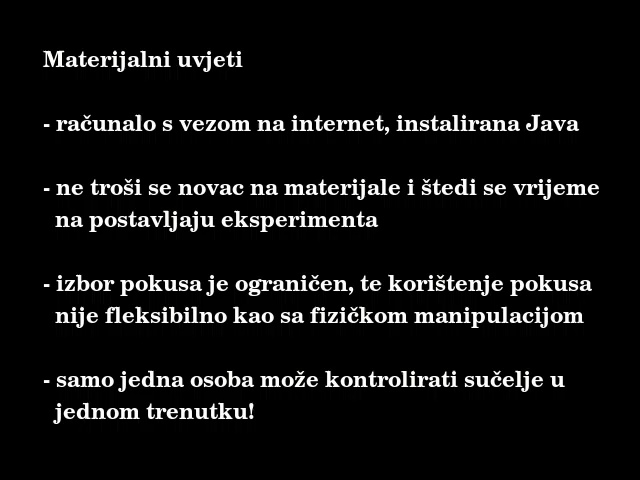 Materijalni uvjeti
- računalo s vezom na internet, instalirana Java
- ne troši se novac na materijale i štedi se vrijeme
na postavljaju eksperimenta
- izbor pokusa je ograničen, te korištenje pokusa
nije fleksibilno kao sa fizičkom manipulacijom
- samo jedna osoba može kontrolirati sučelje u
jednom trenutku!